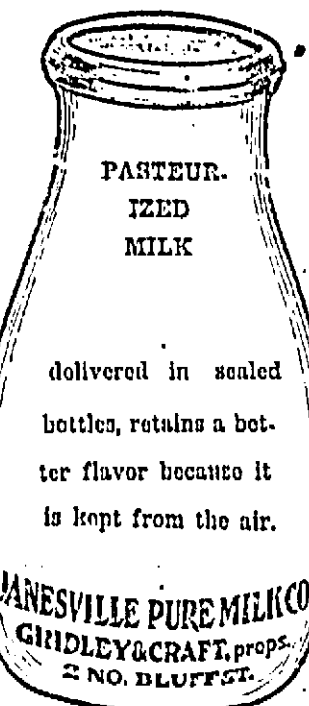 PASTEUR-
IZED
MILK
delivered in sealed
bottles, retains a bet-
ter flavor because it
is kept from the air.
JANESVILLE PURE MILK CO
GRIDLEY & CRAFT, props.
2 NO. BLUFF ST.